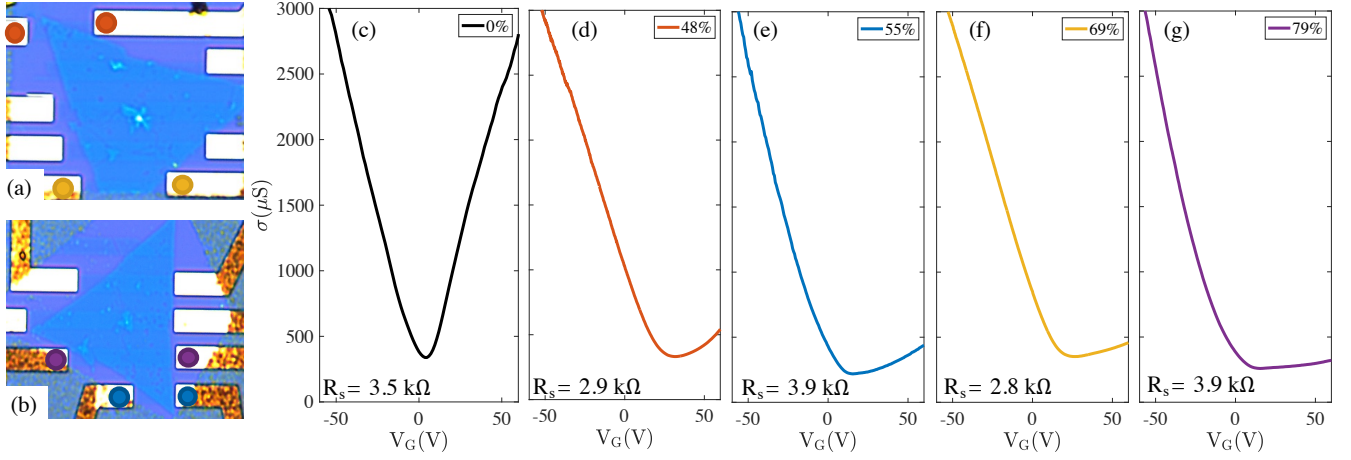 (a)
(b)
3000
2500
2000
1500
1000
500
0
σ(μS)
(c)
0%
R_s= 3.5 kΩ
-50 0 50
V_G(V)
(d)
48%
R_s= 2.9 kΩ
-50 0 50
V_G(V)
(e)
55%
R_s= 3.9 kΩ
-50 0 50
V_G(V)
(f)
69%
R_s= 2.8 kΩ
-50 0 50
V_G(V)
(g)
79%
R_s= 3.9 kΩ
-50 0 50
V_G(V)